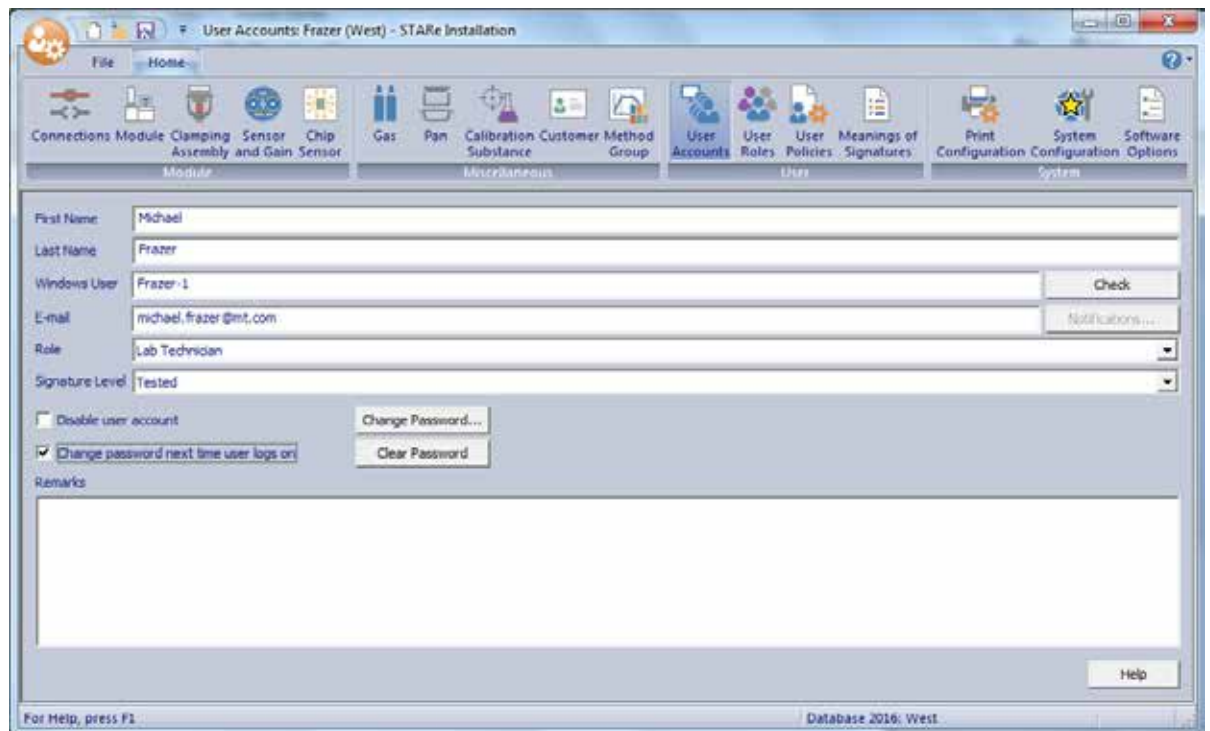 User Accounts: Frazer (West) - STARe Installation
File Home
Connections Module Clamping Assembly Sensor and Gain Chip Sensor Gas Pan Calibration Substance Customer Method Group User Accounts User Roles User Policies Meanings of Signatures Print Configuration System Configuration Software Options
Module Miscellaneous User System
First Name Michael
Last Name Frazer
Windows User Frazer-1 Check
E-mail michael.frazer@mt.com Notifications...
Role Lab Technician
Signature Level Tested
Disable user account Change Password...
Change password next time user logs on Clear Password
Remarks
Help
For Help, press F1 Database 2016: West